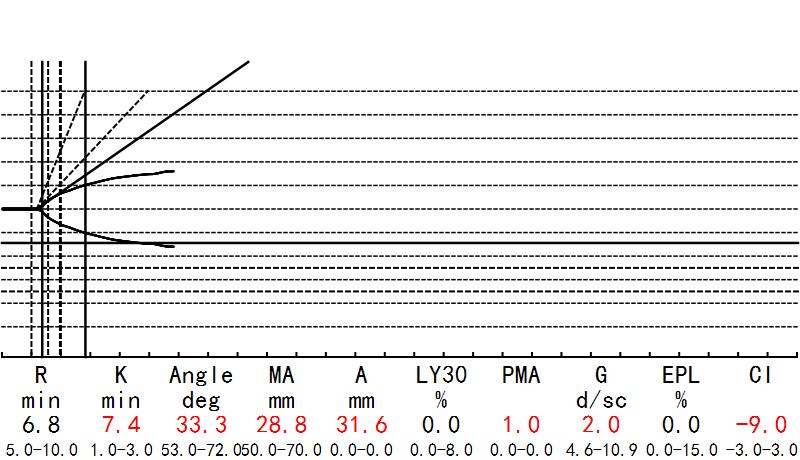 R K Angle MA A LY30 PMA G EPL CI
min min deg mm mm % d/sc %
6.8 7.4 33.3 28.8 31.6 0.0 1.0 2.0 0.0 -9.0
5.0-10.0 1.0-3.0 53.0-72.0 50.0-70.0 0.0-0.0 0.0-8.0 0.0-0.0 4.6-10.9 0.0-15.0 -3.0-3.0